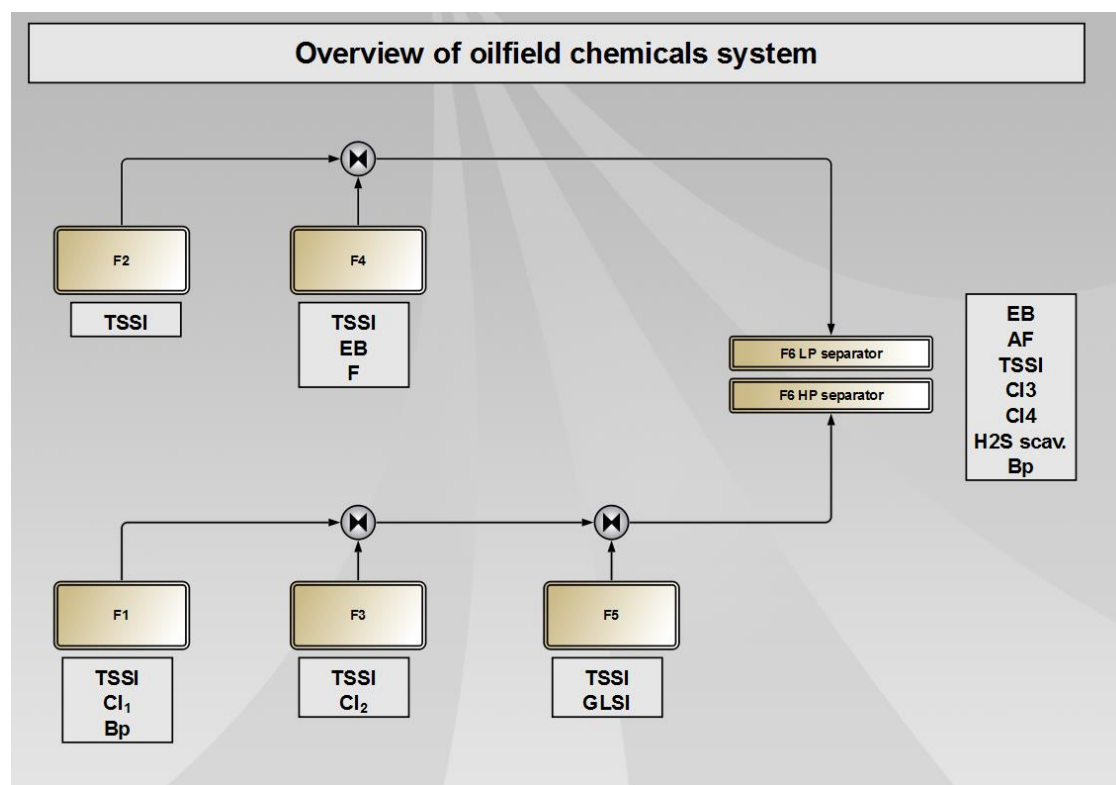 Overview of oilfield chemicals system
F2
TSSI
F4
TSSI
EB
F
F6 LP separator
F6 HP separator
EB
AF
TSSI
CI3
CI4
H2S scav.
Bp
F1
TSSI
CI₁
Bp
F3
TSSI
CI₂
F5
TSSI
GLSI